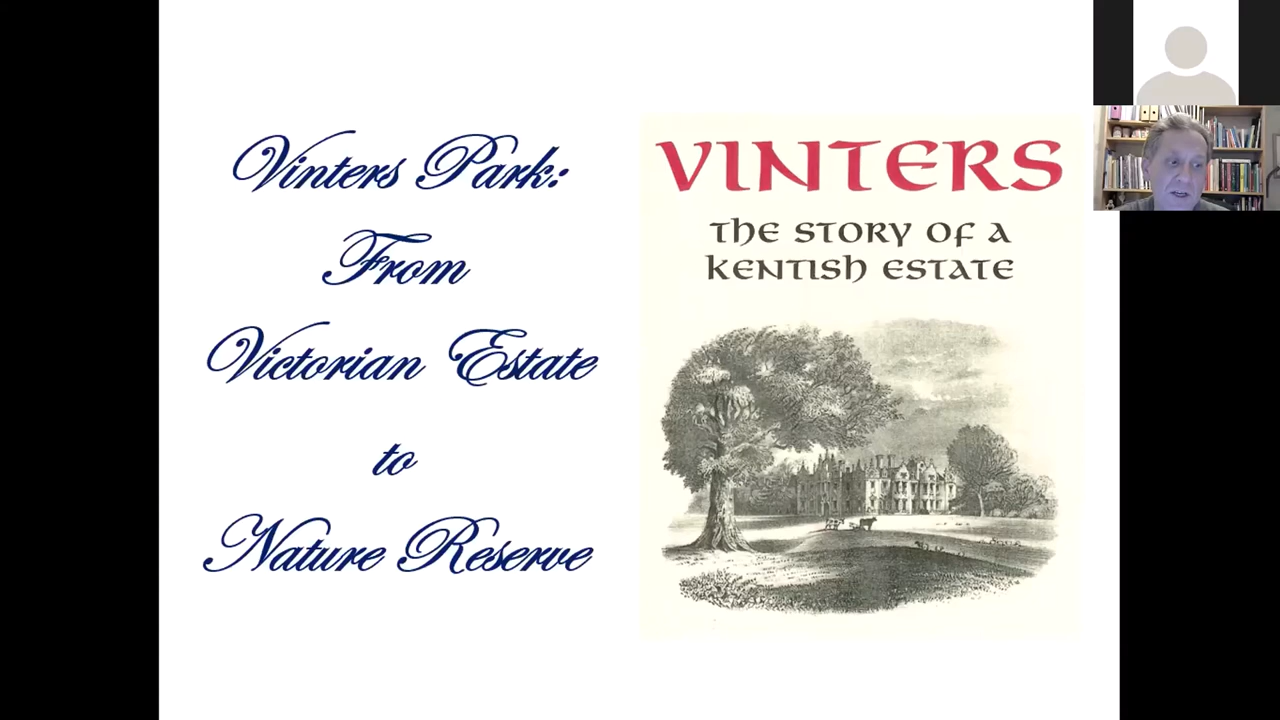 Vinters Park:
From
Victorian Estate
to
Nature Reserve
VINTERS
THE STORY OF A
KENTISH ESTATE